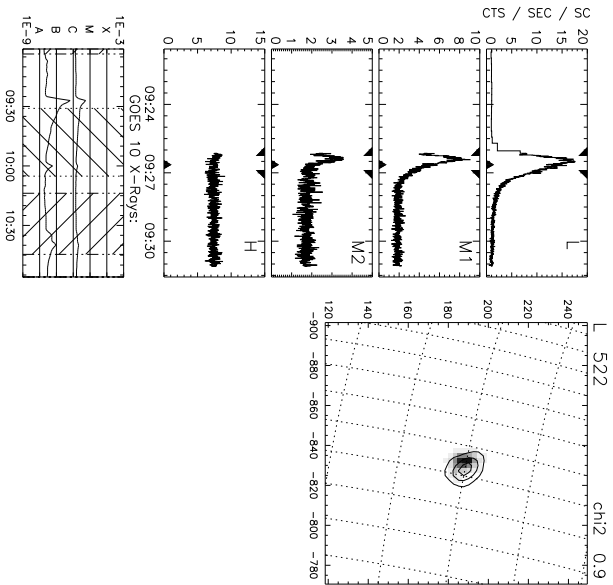 CTS / SEC / SC
0 5 10 15 20
L
0 2 4 6 8 10
M1
0 1 2 3 4 5
M2
0 5 10 15
H
09:24 09:27 09:30
GOES 10 X-Rays:
1E-9 1E-3
A B C M X
09:30 10:00 10:30
L 522 chi2 0.9
120 140 160 180 200 220 240
-900 -880 -860 -840 -820 -800 -780